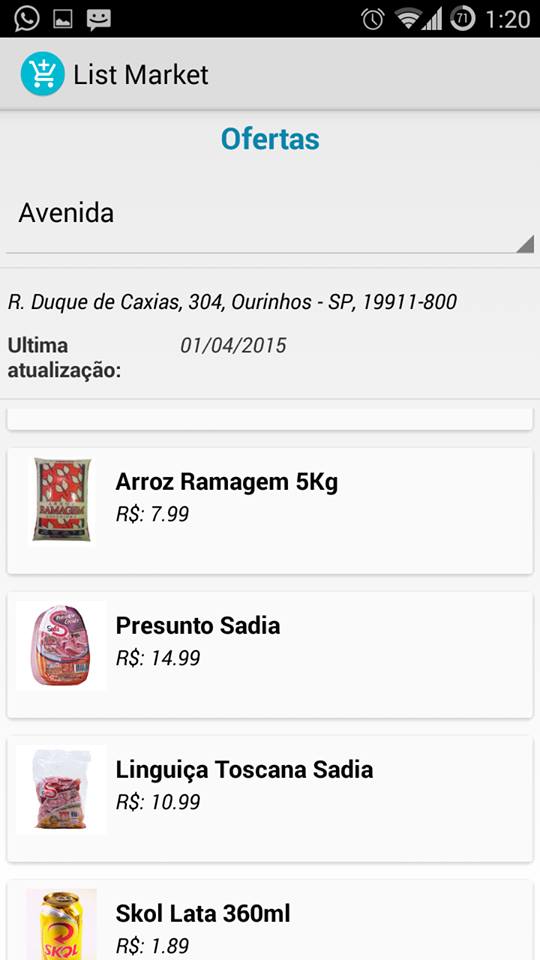 71 1:20
List Market
Ofertas
Avenida
R. Duque de Caxias, 304, Ourinhos - SP, 19911-800
Ultima 01/04/2015
atualização:
Arroz Ramagem 5Kg
RAMAGEM
R$: 7.99
Presunto Sadia
R$: 14.99
Linguiça Toscana Sadia
R$: 10.99
Skol Lata 360ml
SKOL
R$: 1.89